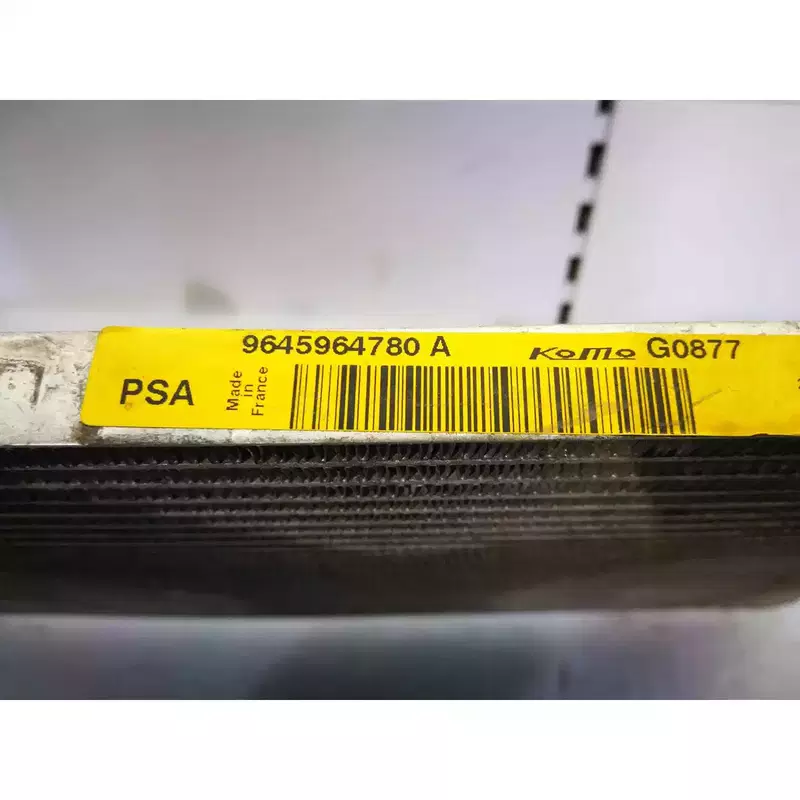 9645964780 A KOMO G0877
PSA
Made
in
France